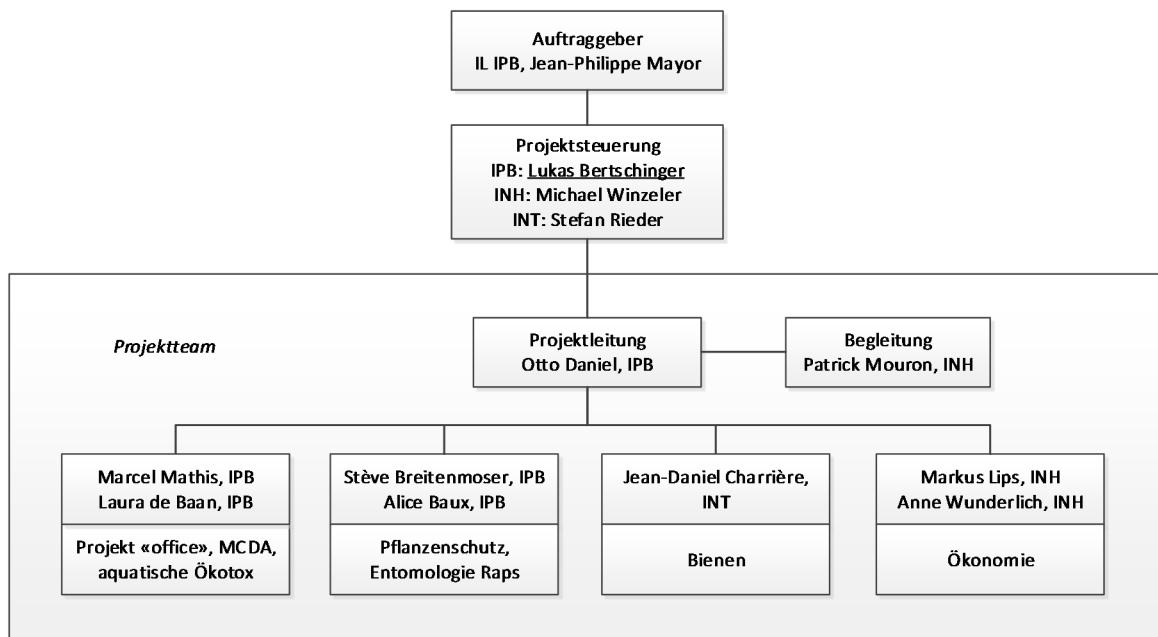 Auftraggeber
IL IPB, Jean-Philippe Mayor
Projektsteuerung
IPB: Lukas Bertschinger
INH: Michael Winzeler
INT: Stefan Rieder
Projektteam
Projektleitung
Otto Daniel, IPB
Begleitung
Patrick Mouron, INH
Marcel Mathis, IPB
Laura de Baan, IPB
Projekt «office», MCDA,
aquatische Ökotox
Stève Breitenmoser, IPB
Alice Baux, IPB
Pflanzenschutz,
Entomologie Raps
Jean-Daniel Charrière,
INT
Bienen
Markus Lips, INH
Anne Wunderlich, INH
Ökonomie